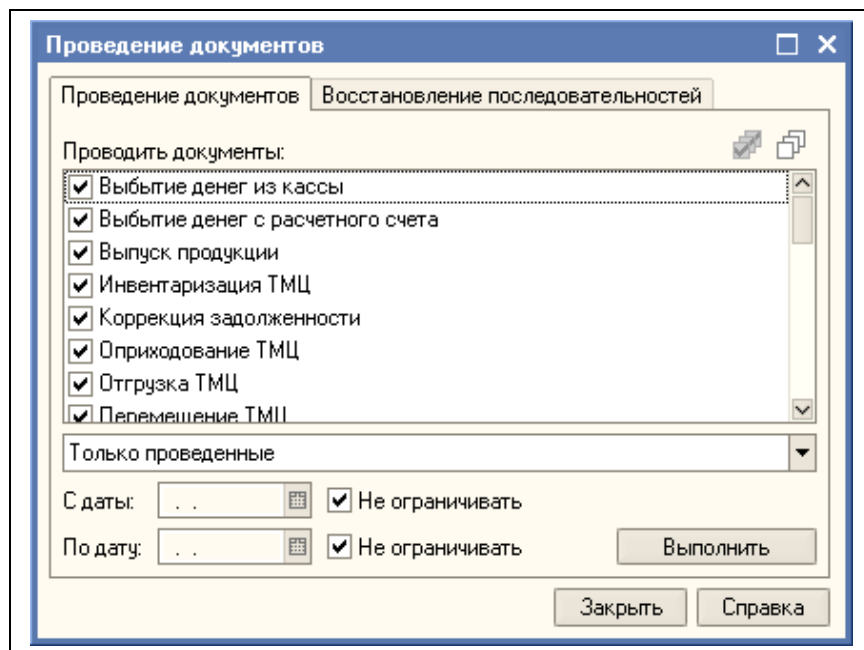 Проведение документов
Проведение документов Восстановление последовательностей
Проводить документы:
Выбытие денег из кассы
Выбытие денег с расчетного счета
Выпуск продукции
Инвентаризация ТМЦ
Коррекция задолженности
Оприходование ТМЦ
Отгрузка ТМЦ
Перемещение ТМЦ
Только проведенные
С даты: . . Не ограничивать
По дату: . . Не ограничивать Выполнить
Закрыть Справка